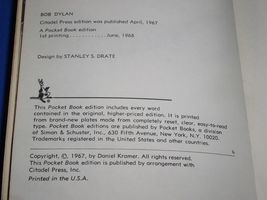 BOB DYLAN
Citadel Press edition was published April, 1967
A Pocket Book edition
1st printing..............June, 1968
Design by STANLEY S. DRATE
This Pocket Book edition includes every word
contained in the original, higher-priced edition. It is printed
from brand-new plates made from completely reset, clear, easy-to-read
type. Pocket Book editions are published by Pocket Books, a division
of Simon & Schuster, Inc., 630 Fifth Avenue, New York, N.Y. 10020.
Trademarks registered in the United States and other countries.
L
Copyright, ©, 1967, by Daniel Kramer. All rights reserved.
This Pocket Book edition is published by arrangement with
Citadel Press, Inc.
Printed in the U.S.A.